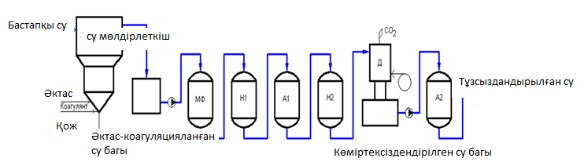 Бастапқы су
су мөлдірлеткіш
CO2
Әктас
Коагулянт
Қож
МФ
Н1
А1
Н2
Д
А2
Тұзсыздандырылған су
Әктас-коагуляцияланған
су бағы
Көміртексіздендірілген су бағы